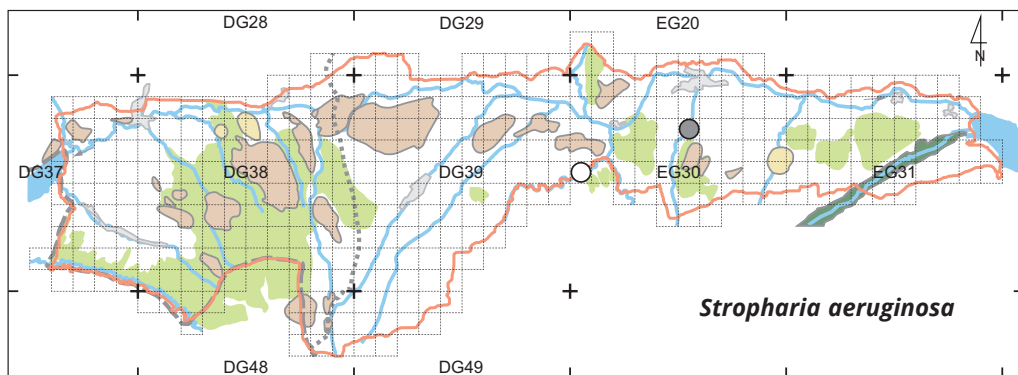 DG28 DG29 EG20
N
DG37 DG38 DG39 EG30 EG31
Stropharia aeruginosa
DG48 DG49